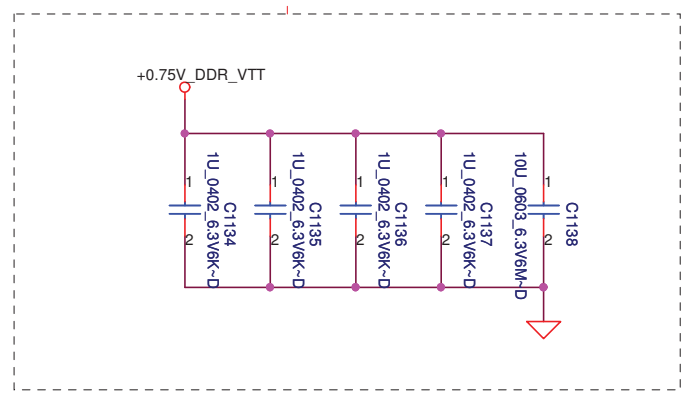 +0.75V_DDR_VTT
1
2
1U_0402_6.3V6K~D
C1134
1
2
1U_0402_6.3V6K~D
C1135
1
2
1U_0402_6.3V6K~D
C1136
1
2
1U_0402_6.3V6K~D
C1137
10U_0603_6.3V6M~D
1
2
C1138